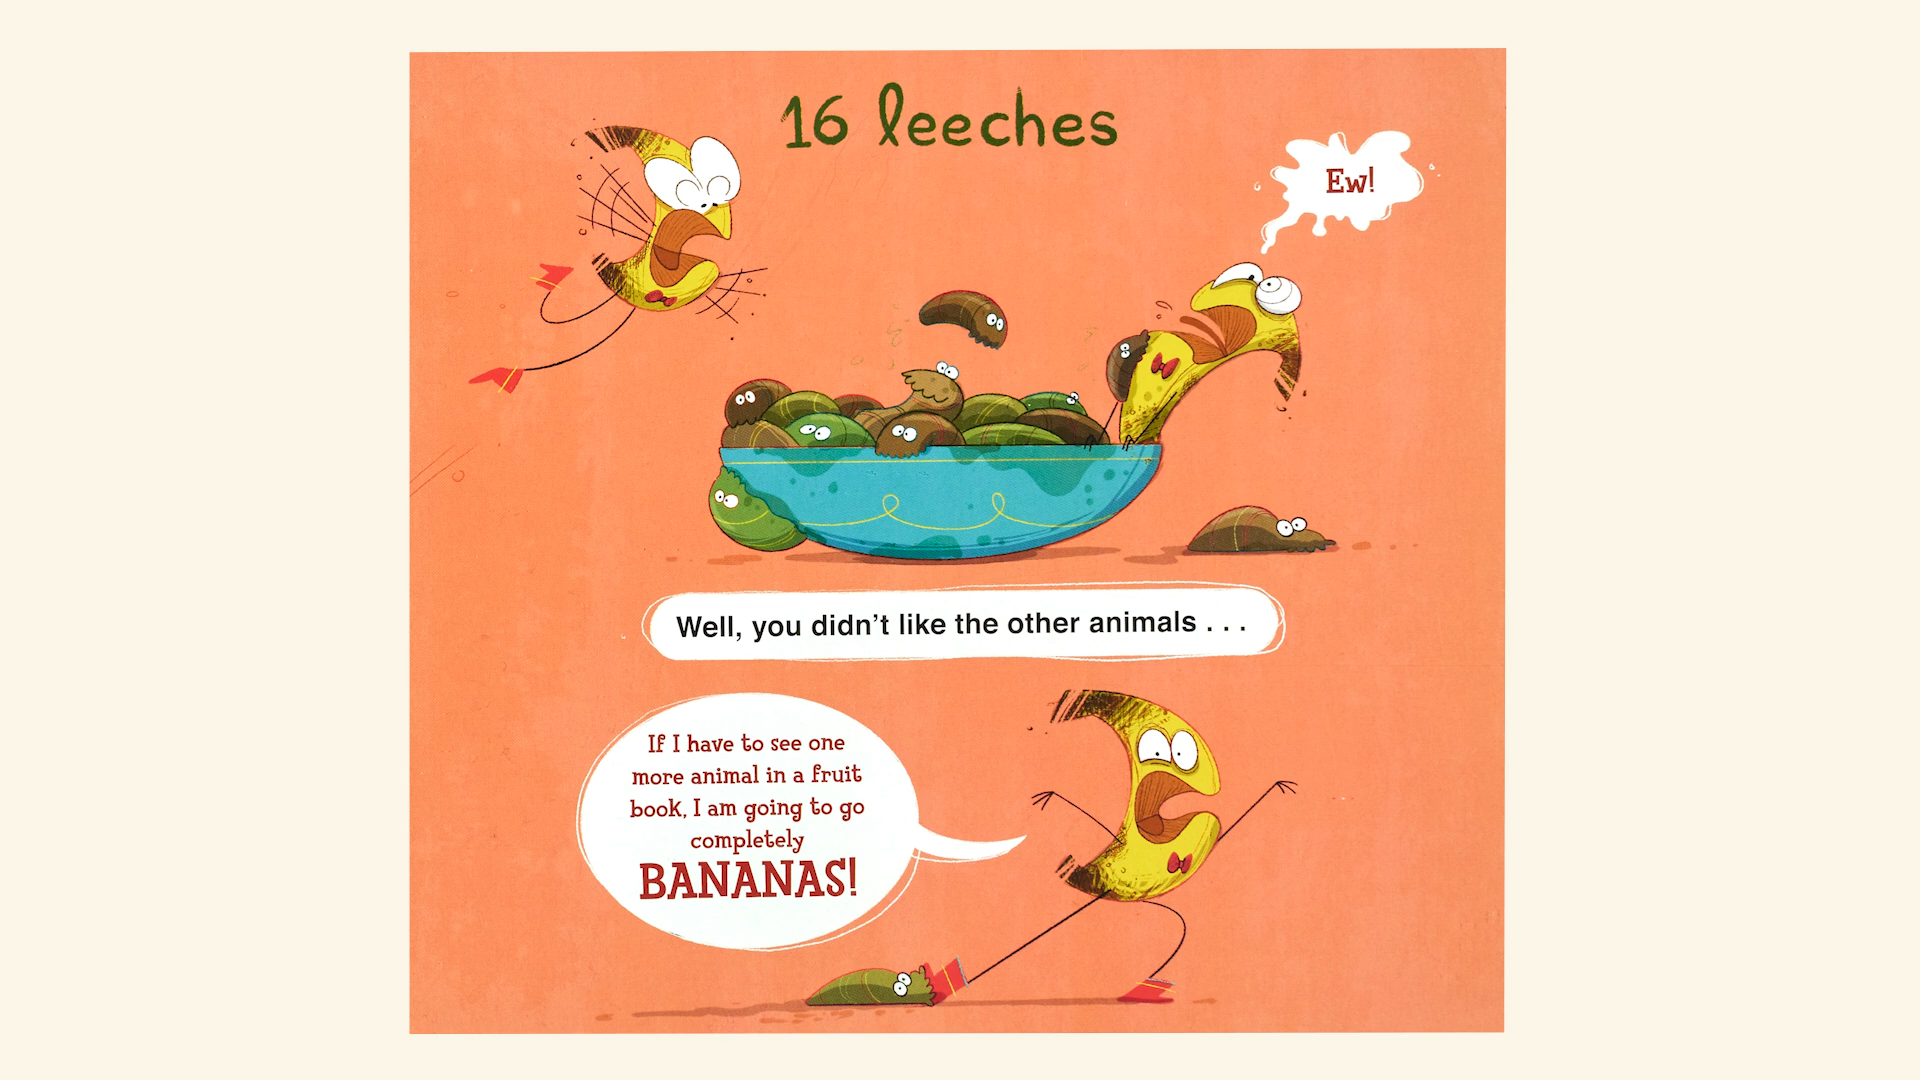 16 leeches
Ew!
Well, you didn't like the other animals . . .
If I have to see one
more animal in a fruit
book, I am going to go
completely
BANANAS!